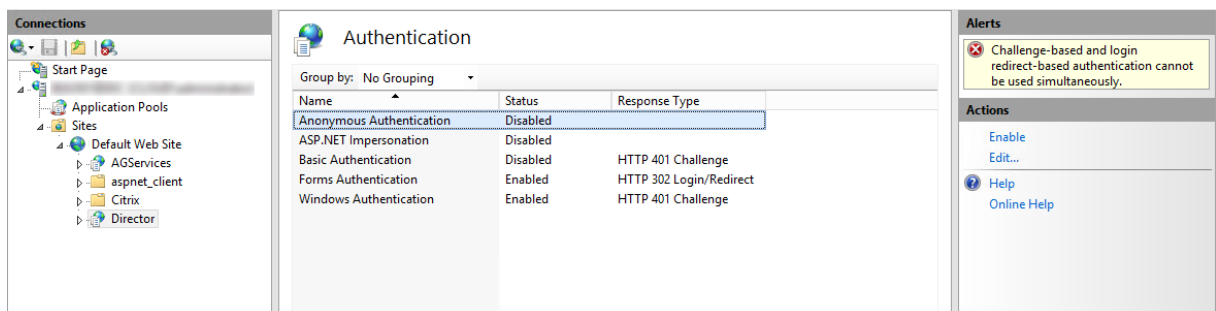 Connections
Start Page
Application Pools
Sites
Default Web Site
AGServices
aspnet_client
Citrix
Director
Authentication
Group by: No Grouping
Name Status Response Type
Anonymous Authentication Disabled
ASP.NET Impersonation Disabled
Basic Authentication Disabled HTTP 401 Challenge
Forms Authentication Enabled HTTP 302 Login/Redirect
Windows Authentication Enabled HTTP 401 Challenge
Alerts
Challenge-based and login
redirect-based authentication cannot
be used simultaneously.
Actions
Enable
Edit...
Help
Online Help